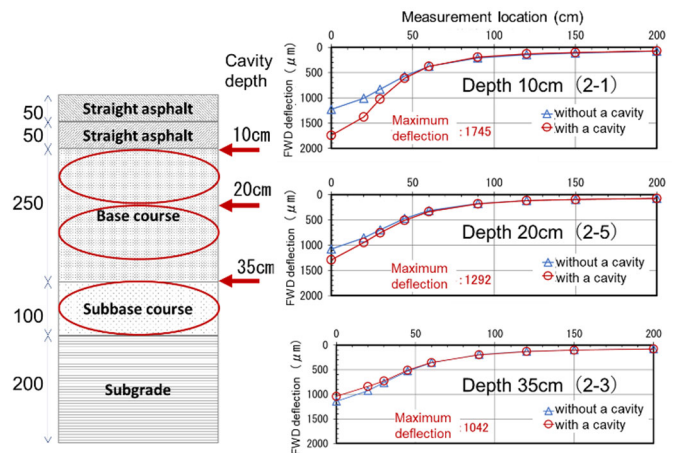 Cavity
depth
50
Straight asphalt
50
Straight asphalt
10cm
250
20cm
Base course
35cm
100
Subbase course
200
Subgrade
Measurement location (cm)
0 50 100 150 200
0
500
1000
1500
2000
FWD deflection (μm)
Depth 10cm (2-1)
without a cavity
with a cavity
Maximum
deflection :1745
0 50 100 150 200
0
500
1000
1500
2000
FWD deflection (μm)
Depth 20cm (2-5)
without a cavity
with a cavity
Maximum
deflection :1292
0 50 100 150 200
0
500
1000
1500
2000
FWD deflection (μm)
Depth 35cm (2-3)
without a cavity
with a cavity
Maximum
deflection :1042